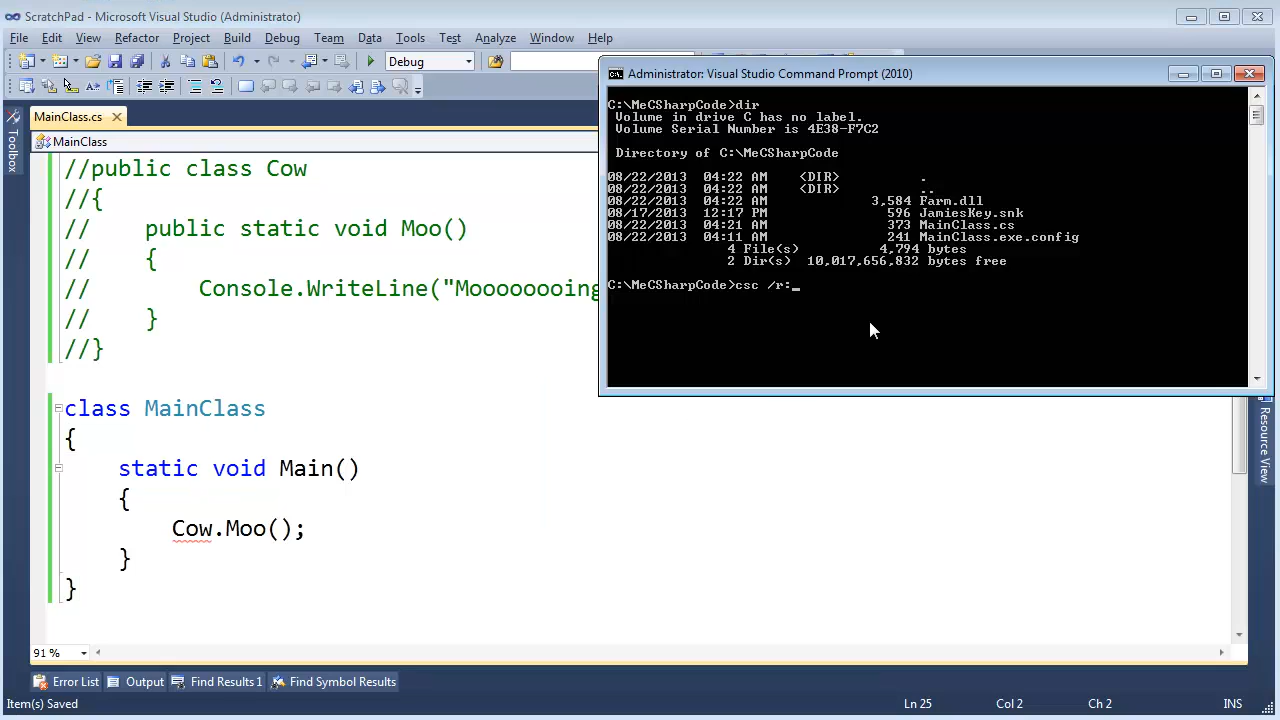 ScratchPad - Microsoft Visual Studio (Administrator)
File Edit View Refactor Project Build Debug Team Data Tools Test Analyze Window Help
Debug
MainClass.cs
MainClass
Toolbox
//public class Cow
//{
// public static void Moo()
// {
// Console.WriteLine("Moooooooing
// }
//}
class MainClass
{
static void Main()
{
Cow.Moo();
}
}
Administrator: Visual Studio Command Prompt (2010)
C:\MeCSharpCode>dir
Volume in drive C has no label.
Volume Serial Number is 4E38-F7C2
Directory of C:\MeCSharpCode
08/22/2013 04:22 AM <DIR> .
08/22/2013 04:22 AM <DIR> ..
08/22/2013 04:22 AM 3,584 Farm.dll
08/17/2013 12:17 PM 596 JamiesKey.snk
08/22/2013 04:21 AM 373 MainClass.cs
08/22/2013 04:11 AM 241 MainClass.exe.config
4 File(s) 4,794 bytes
2 Dir(s) 10,017,656,832 bytes free
C:\MeCSharpCode>csc /r:_
Resource View
91 %
Error List Output Find Results 1 Find Symbol Results
Item(s) Saved Ln 25 Col 2 Ch 2 INS